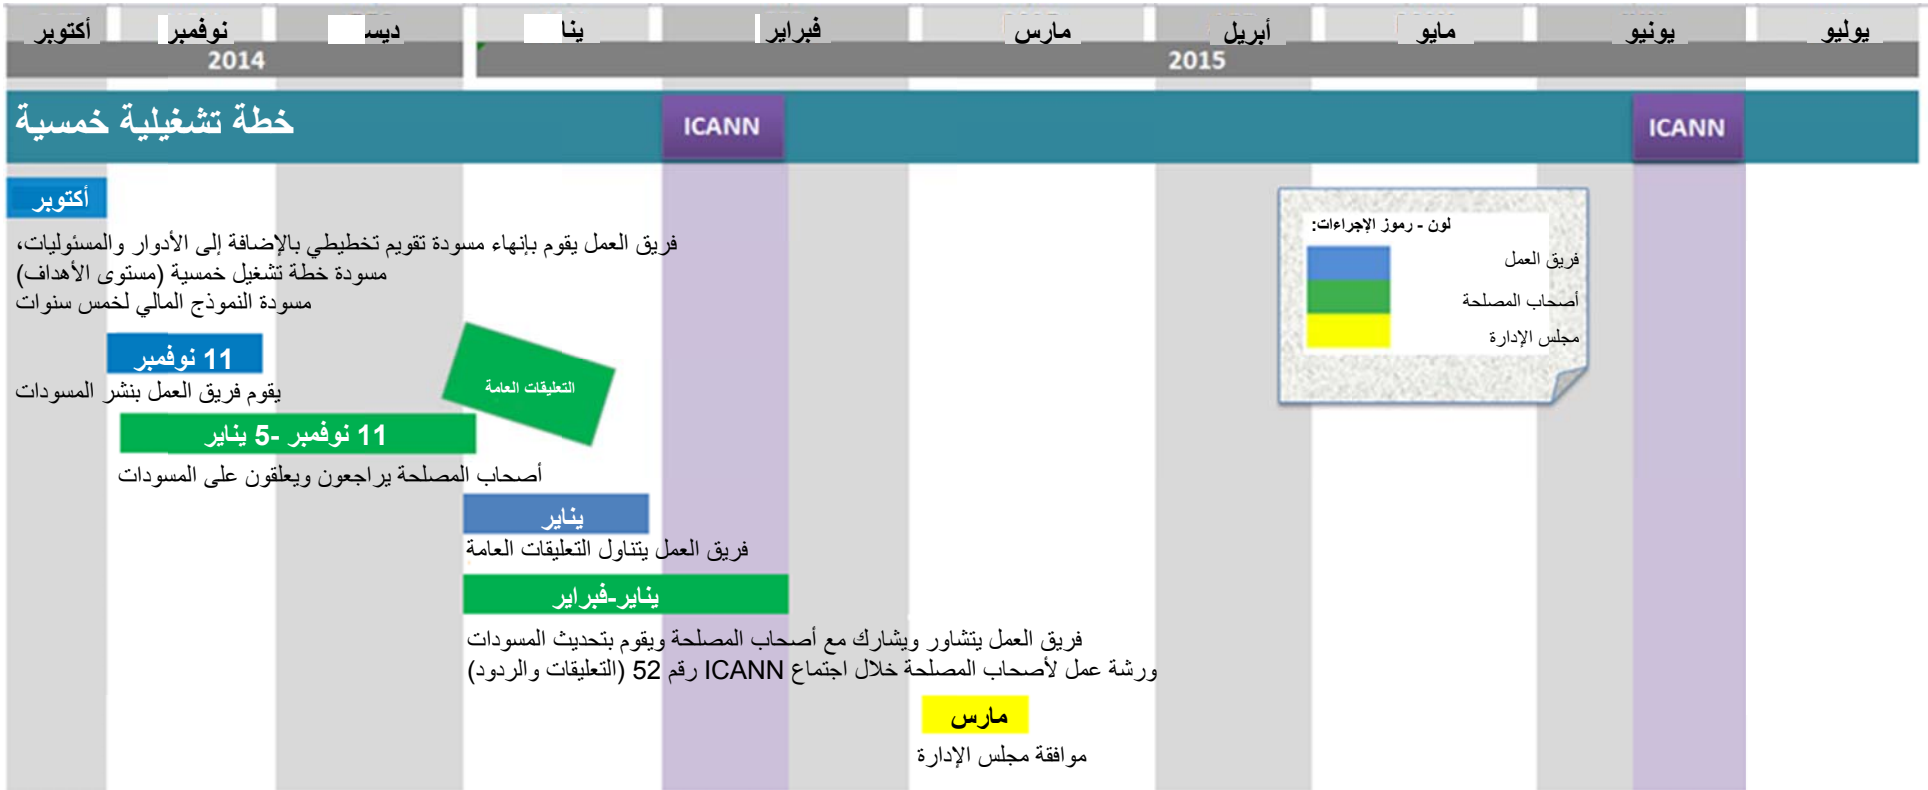 أكتوبر
نوفمبر
فبراير
مارس
أبريل
مايو
يونيو
يوليو
2014
2015
خطة تشغيلية خمسية
ICANN
ICANN
أكتوبر
فريق العمل يقوم بإنهاء مسودة تقويم تخطيطي بالإضافة إلى الأدوار والمسئوليات،
مسودة خطة تشغيل خمسية (مستوى الأهداف)
مسودة النموذج المالي لخمس سنوات
لون - رموز الإجراءات:
فريق العمل
أصحاب المصلحة
مجلس الإدارة
11 نوفمبر
يقوم فريق العمل بنشر المسودات
التعليقات العامة
11 نوفمبر -5 يناير
أصحاب المصلحة يراجعون ويعلقون على المسودات
يناير
فريق العمل يتناول التعليقات العامة
يناير-فبراير
فريق العمل يتشاور ويشارك مع أصحاب المصلحة ويقوم بتحديث المسودات
ورشة عمل لأصحاب المصلحة خلال اجتماع ICANN رقم 52 (التعليقات والردود)
مارس
موافقة مجلس الإدارة